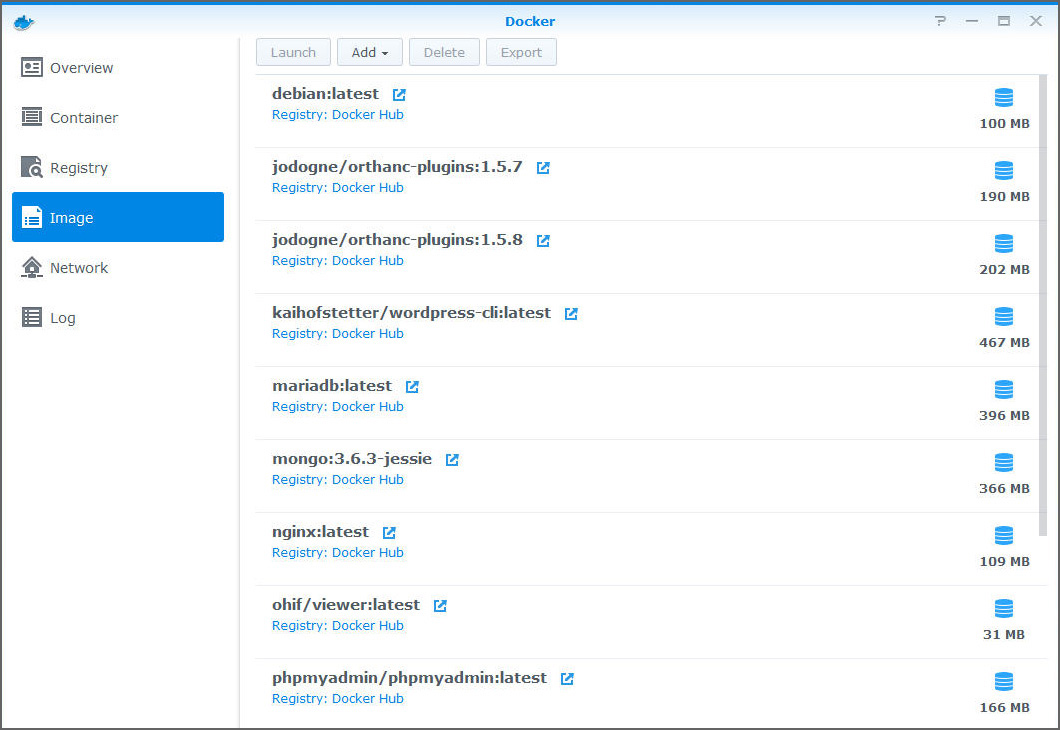 Docker
Overview
Container
Registry
Image
Network
Log
Launch Add Delete Export
debian:latest
Registry: Docker Hub
100 MB
jodogne/orthanc-plugins:1.5.7
Registry: Docker Hub
190 MB
jodogne/orthanc-plugins:1.5.8
Registry: Docker Hub
202 MB
kaihofstetter/wordpress-cli:latest
Registry: Docker Hub
467 MB
mariadb:latest
Registry: Docker Hub
396 MB
mongo:3.6.3-jessie
Registry: Docker Hub
366 MB
nginx:latest
Registry: Docker Hub
109 MB
ohif/viewer:latest
Registry: Docker Hub
31 MB
phpmyadmin/phpmyadmin:latest
Registry: Docker Hub
166 MB